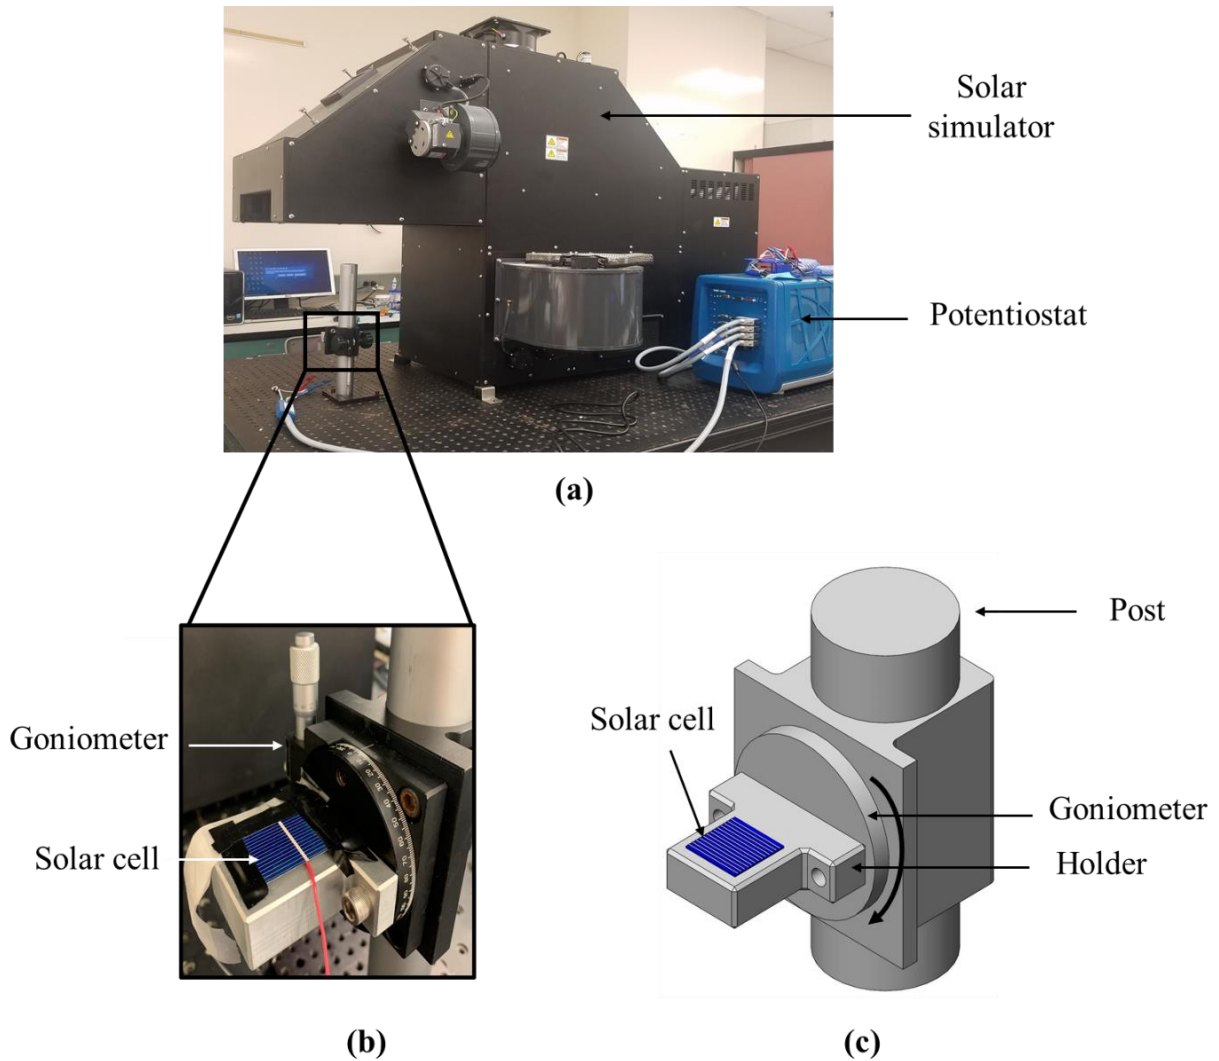 Solar
simulator
Potentiostat
(a)
Goniometer
Solar cell
(b)
Post
Solar cell
Goniometer
Holder
(c)